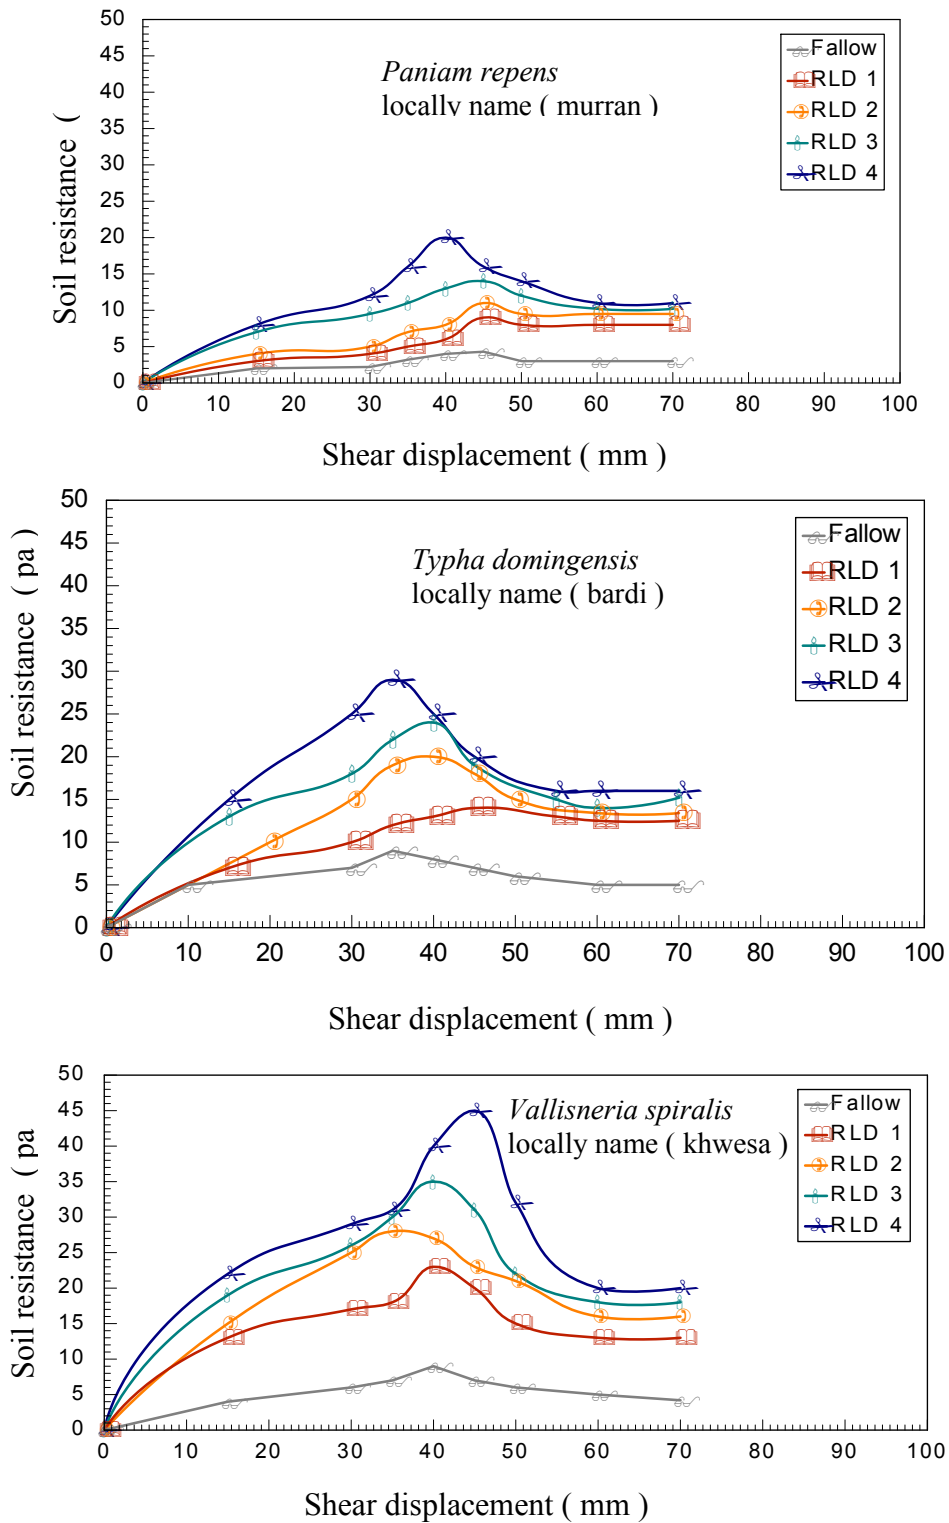 50
40
30
20
10
0
0 10 20 30 40 50 60 70 80 90 100
Soil resistance (
Shear displacement ( mm )
Paniam repens
locally name ( murran )
Fallow
RLD 1
RLD 2
RLD 3
RLD 4
50
45
40
35
30
25
20
15
10
5
0
0 10 20 30 40 50 60 70 80 90 100
Soil resistance ( pa )
Shear displacement ( mm )
Typha domingensis
locally name ( bardi )
Fallow
RLD 1
RLD 2
RLD 3
RLD 4
50
45
40
35
30
25
20
15
10
5
0
0 10 20 30 40 50 60 70 80 90 100
Soil resistance ( pa
Shear displacement ( mm )
Vallisneria spiralis
locally name ( khwesa )
Fallow
RLD 1
RLD 2
RLD 3
RLD 4